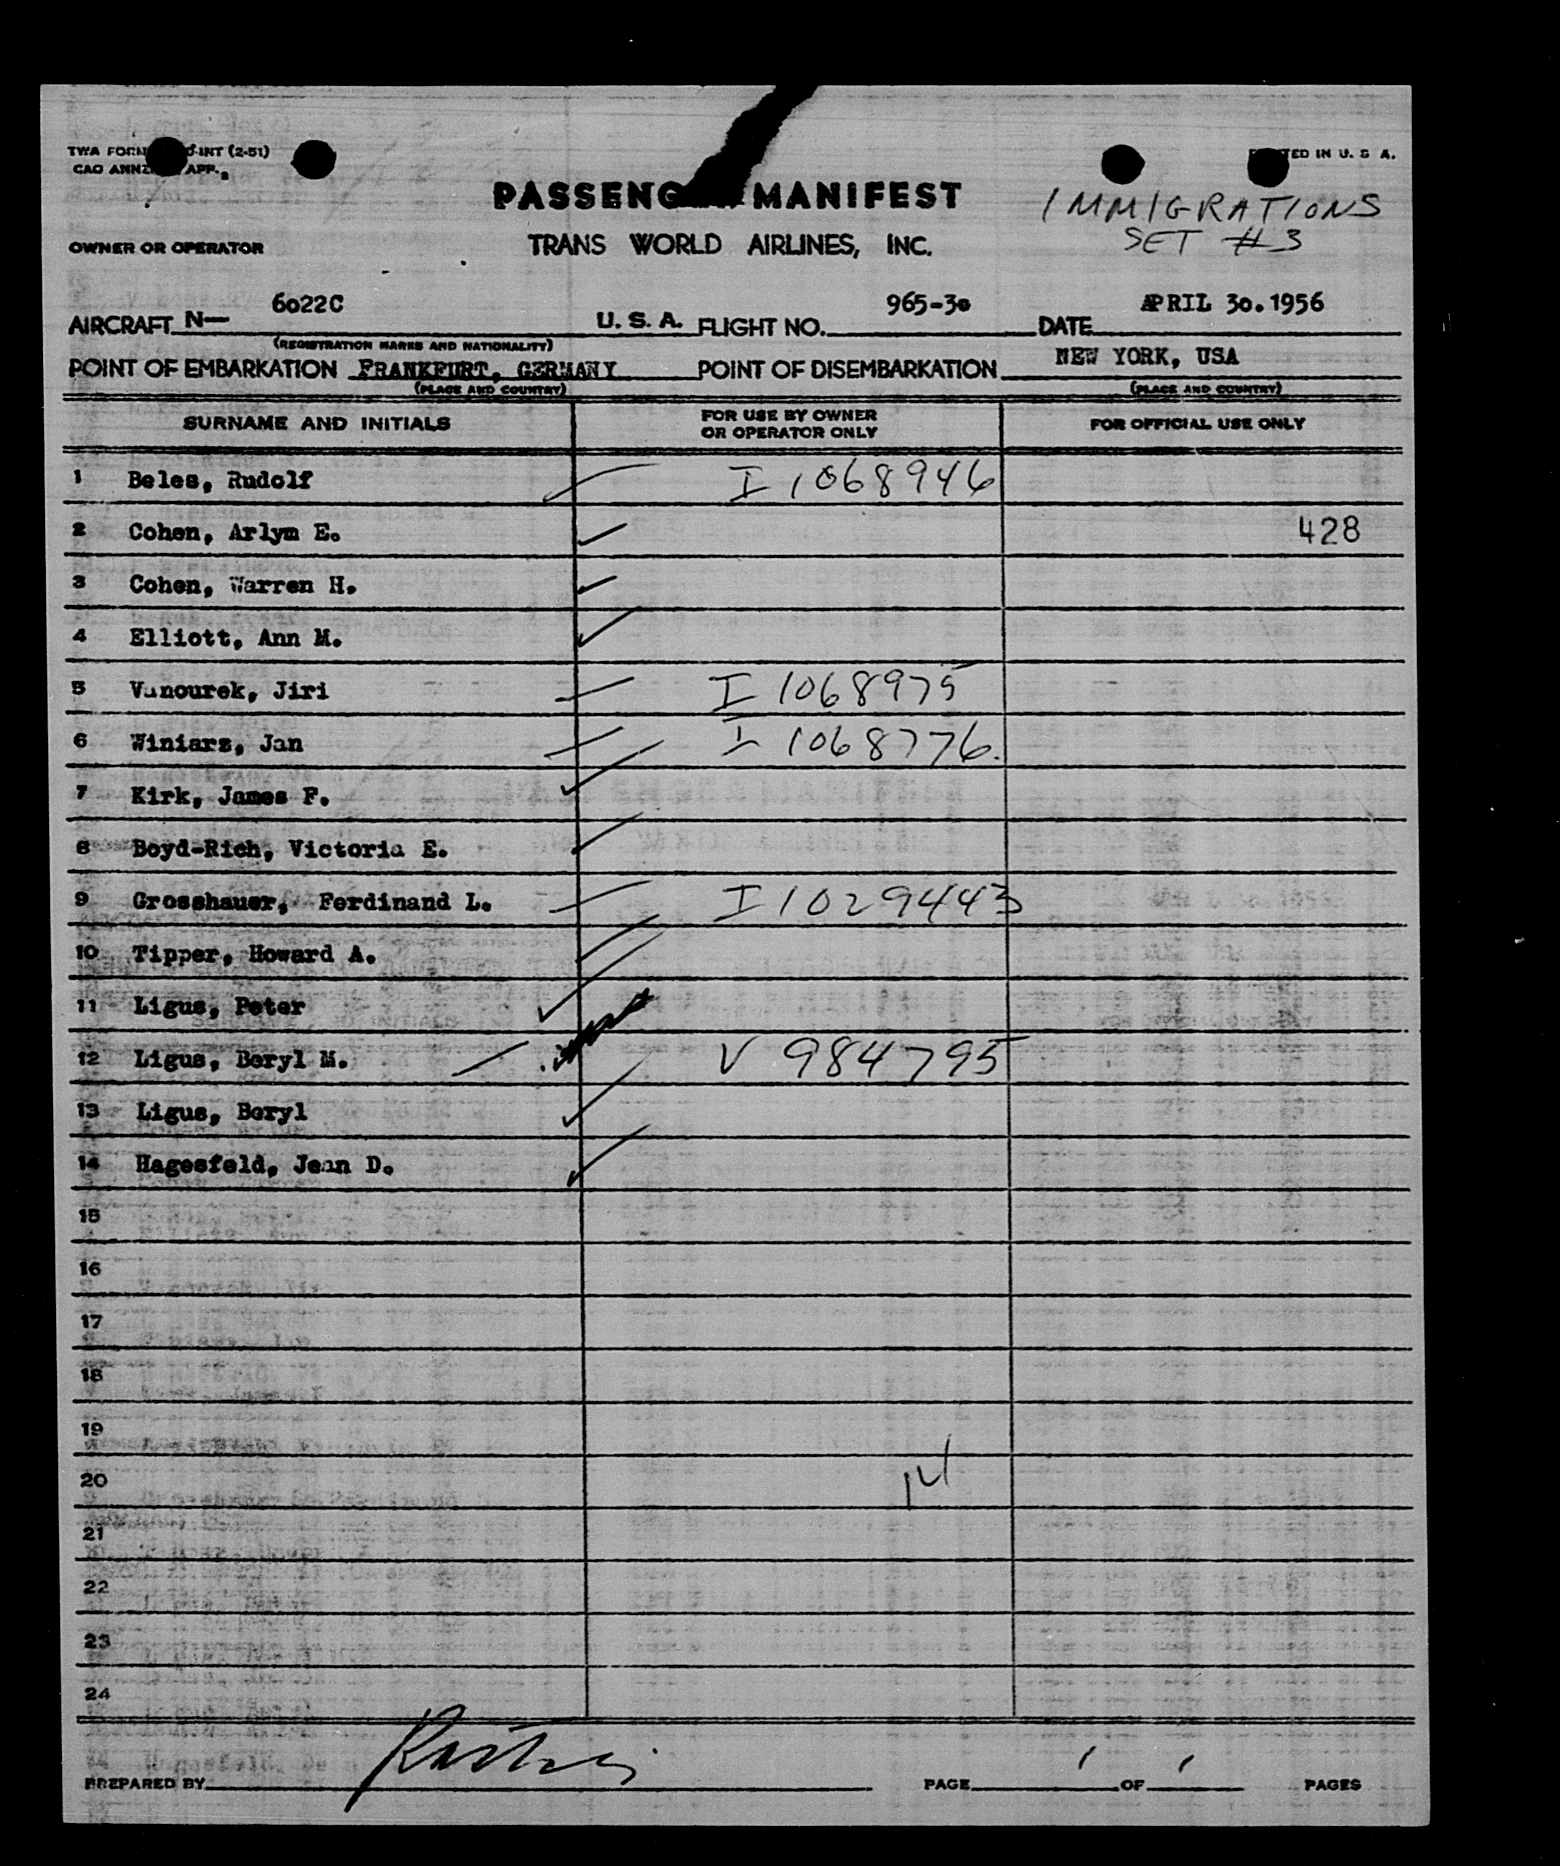 TWA FORM INT (2-51)
CAO ANNEX APP.
PRINTED IN U. S A.
PASSENGER MANIFEST
IMMIGRATIONS
SET #3
OWNER OR OPERATOR
TRANS WORLD AIRLINES, INC.
AIRCRAFT N— 6022C U. S. A. FLIGHT NO. 965-30 DATE APRIL 30. 1956
(REGISTRATION MARKS AND NATIONALITY)
POINT OF EMBARKATION FRANKFURT, GERMANY POINT OF DISEMBARKATION NEW YORK, USA
(PLACE AND COUNTRY) (PLACE AND COUNTRY)
SURNAME AND INITIALS FOR USE BY OWNER OR OPERATOR ONLY FOR OFFICIAL USE ONLY
1 Beles, Rudolf I 1068946
2 Cohen, Arlym E. 428
3 Cohen, Warren H.
4 Elliott, Ann M.
5 Vanourek, Jiri I 1068975
6 Winiarz, Jan I 1068776.
7 Kirk, James F.
8 Boyd-Rich, Victoria E.
9 Grosshauer, Ferdinand L. I 1029443
10 Tipper, Howard A.
11 Ligus, Peter
12 Ligus, Beryl M. V 984795
13 Ligus, Beryl
14 Hagesfeld, Jean D.
15
16
17
18
19
20 14
21
22
23
24
PREPARED BY PAGE 1 OF 1 PAGES